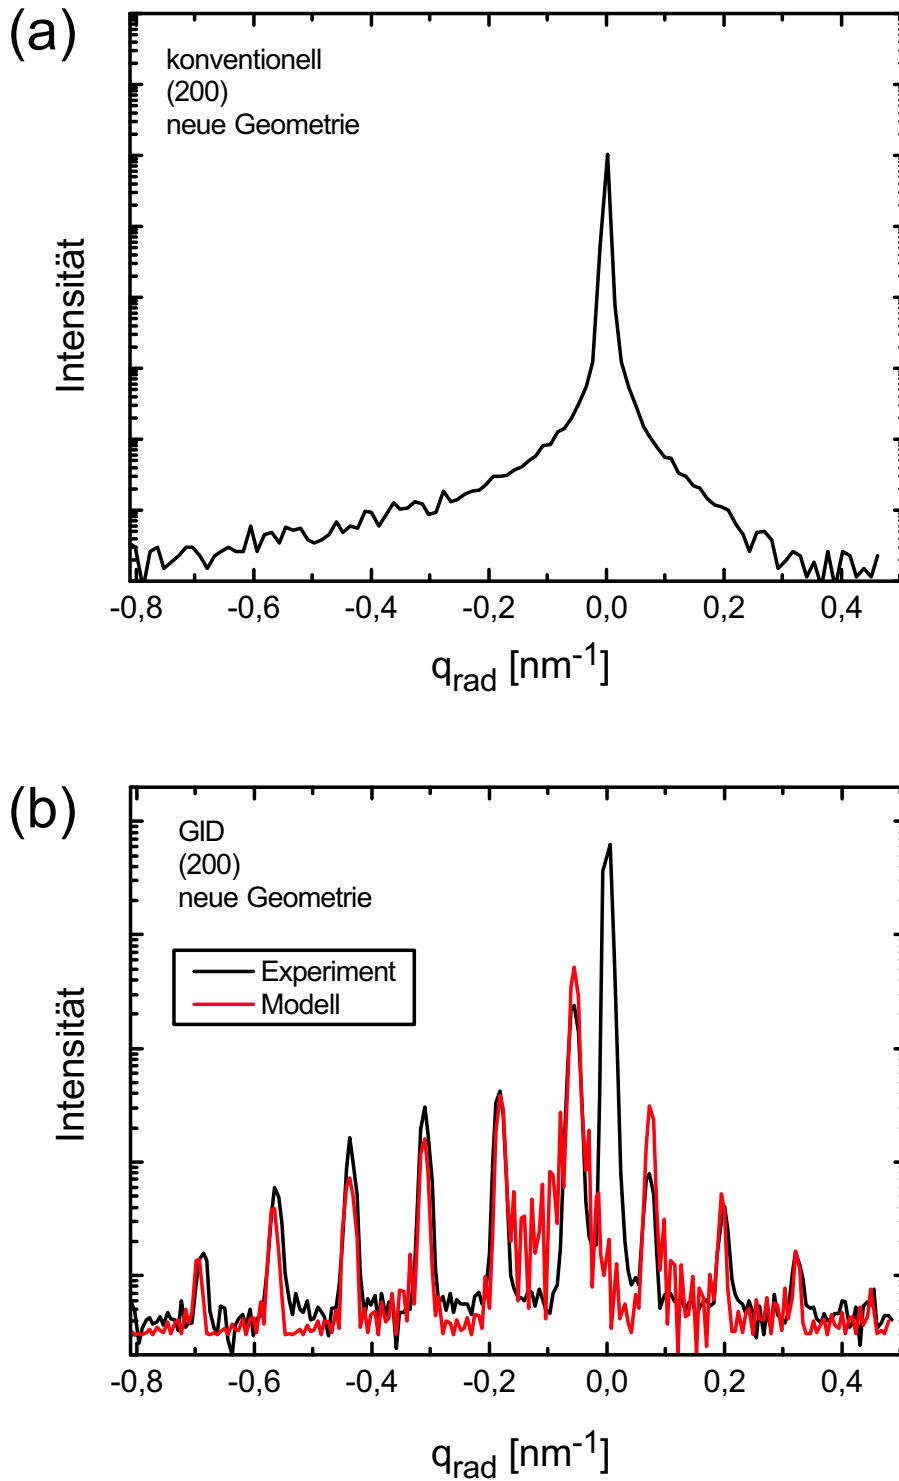 (a)
konventionell
(200)
neue Geometrie
Intensität
-0,8 -0,6 -0,4 -0,2 0,0 0,2 0,4
q_rad [nm^-1]
(b)
GID
(200)
neue Geometrie
Experiment
Modell
Intensität
-0,8 -0,6 -0,4 -0,2 0,0 0,2 0,4
q_rad [nm^-1]